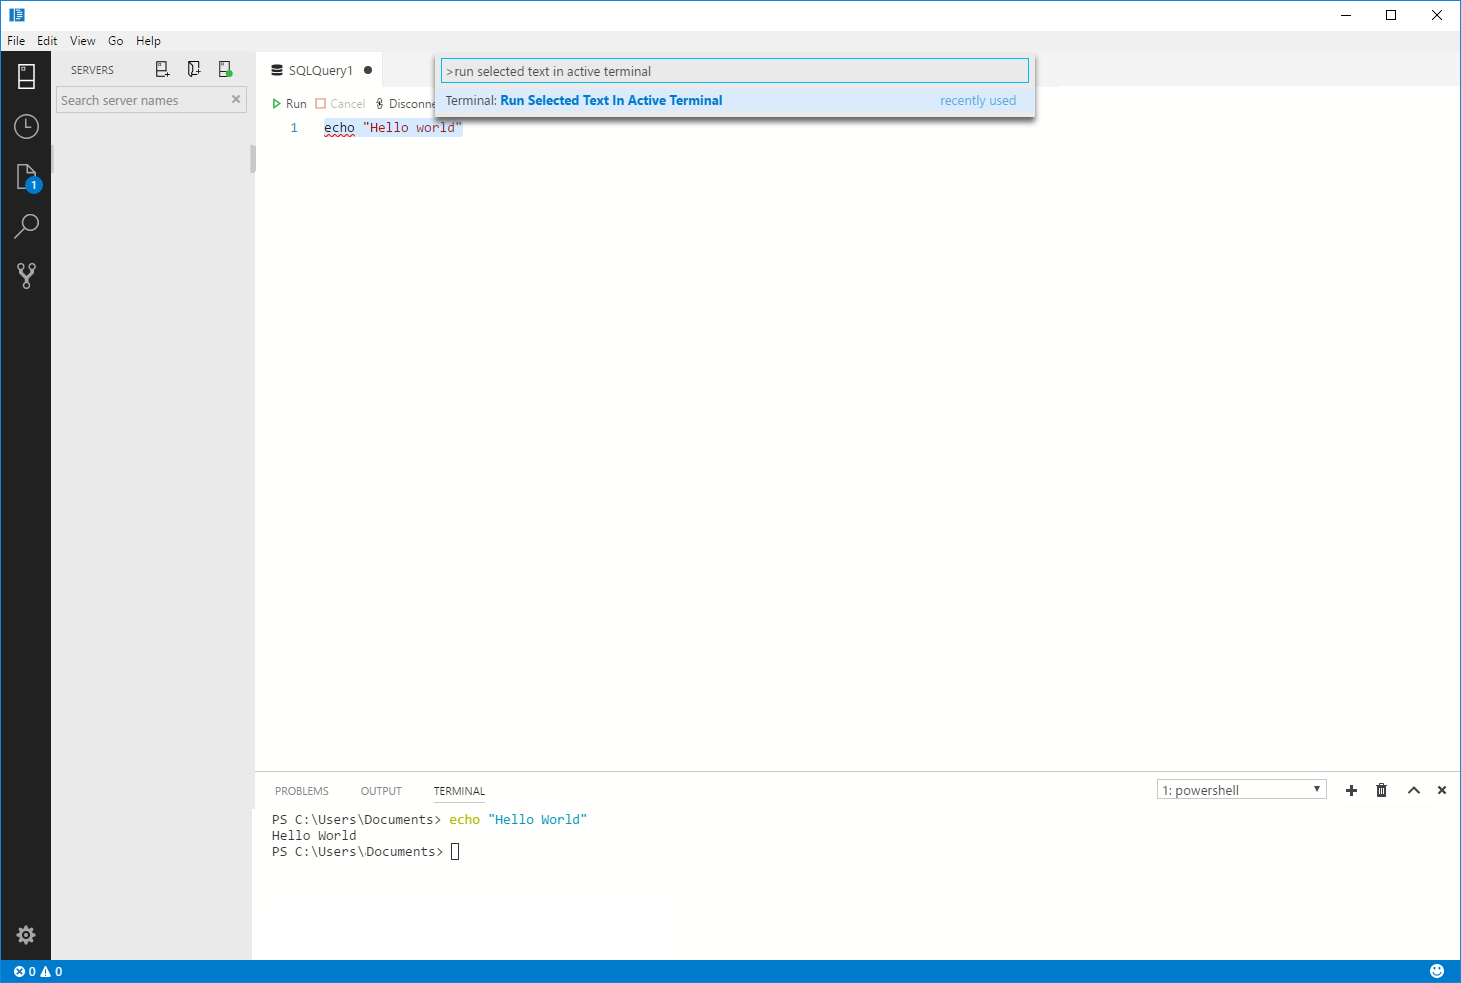 File Edit View Go Help
SERVERS
Search server names
1
SQLQuery1
>run selected text in active terminal
Terminal: Run Selected Text In Active Terminal recently used
Run Cancel Disconne
1 echo "Hello world"
PROBLEMS OUTPUT TERMINAL
1: powershell
PS C:\Users\Documents> echo "Hello World"
Hello World
PS C:\Users\Documents>
0 0